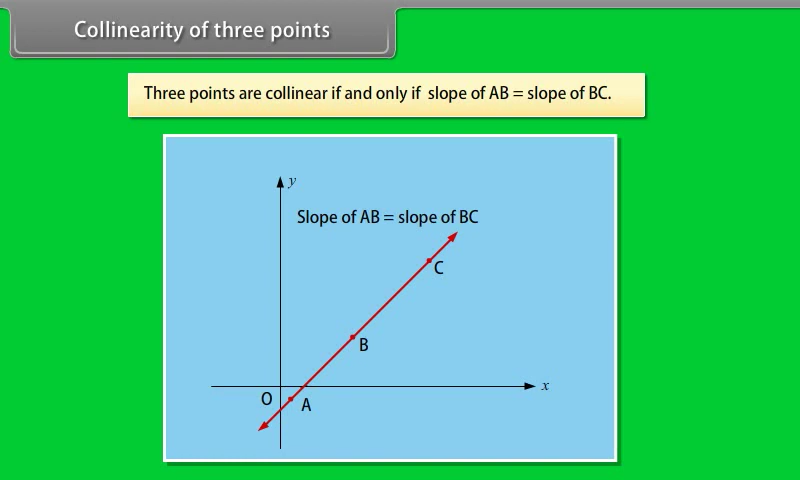 Collinearity of three points
Three points are collinear if and only if slope of AB = slope of BC.
y
Slope of AB = slope of BC
C
B
x
O
A